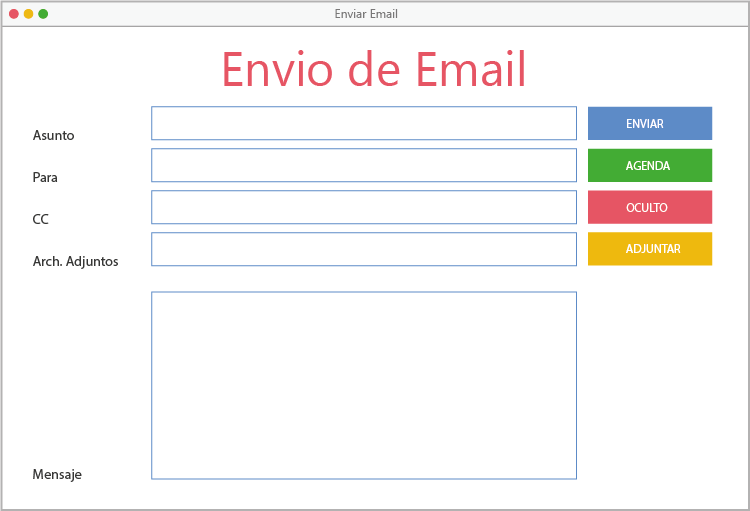 Enviar Email
Envio de Email
Asunto
ENVIAR
Para
AGENDA
CC
OCULTO
Arch. Adjuntos
ADJUNTAR
Mensaje